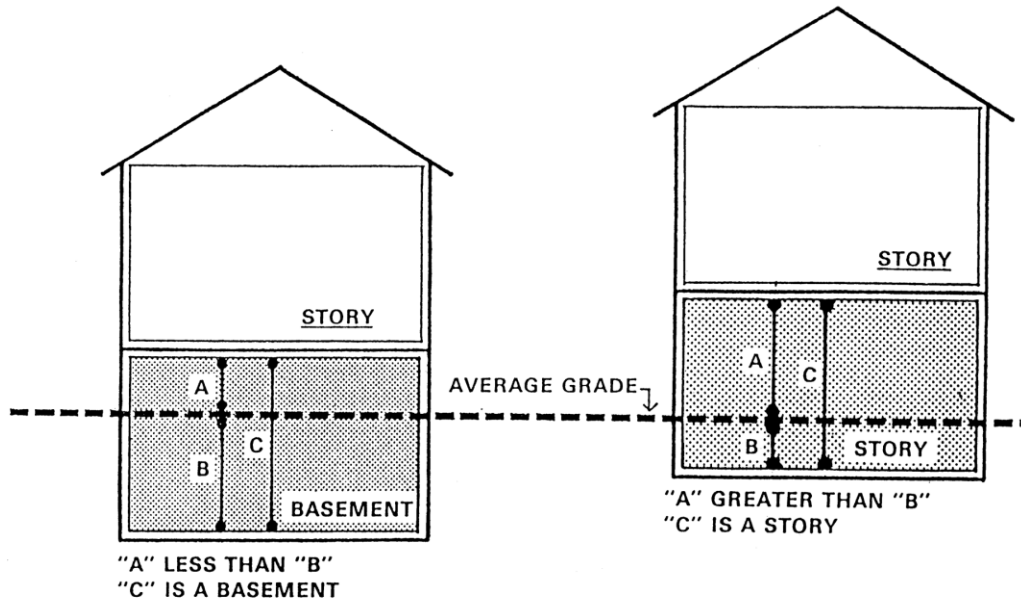 STORY
A
B
C
BASEMENT
"A" LESS THAN "B"
"C" IS A BASEMENT
AVERAGE GRADE
STORY
A
C
B
STORY
"A" GREATER THAN "B"
"C" IS A STORY